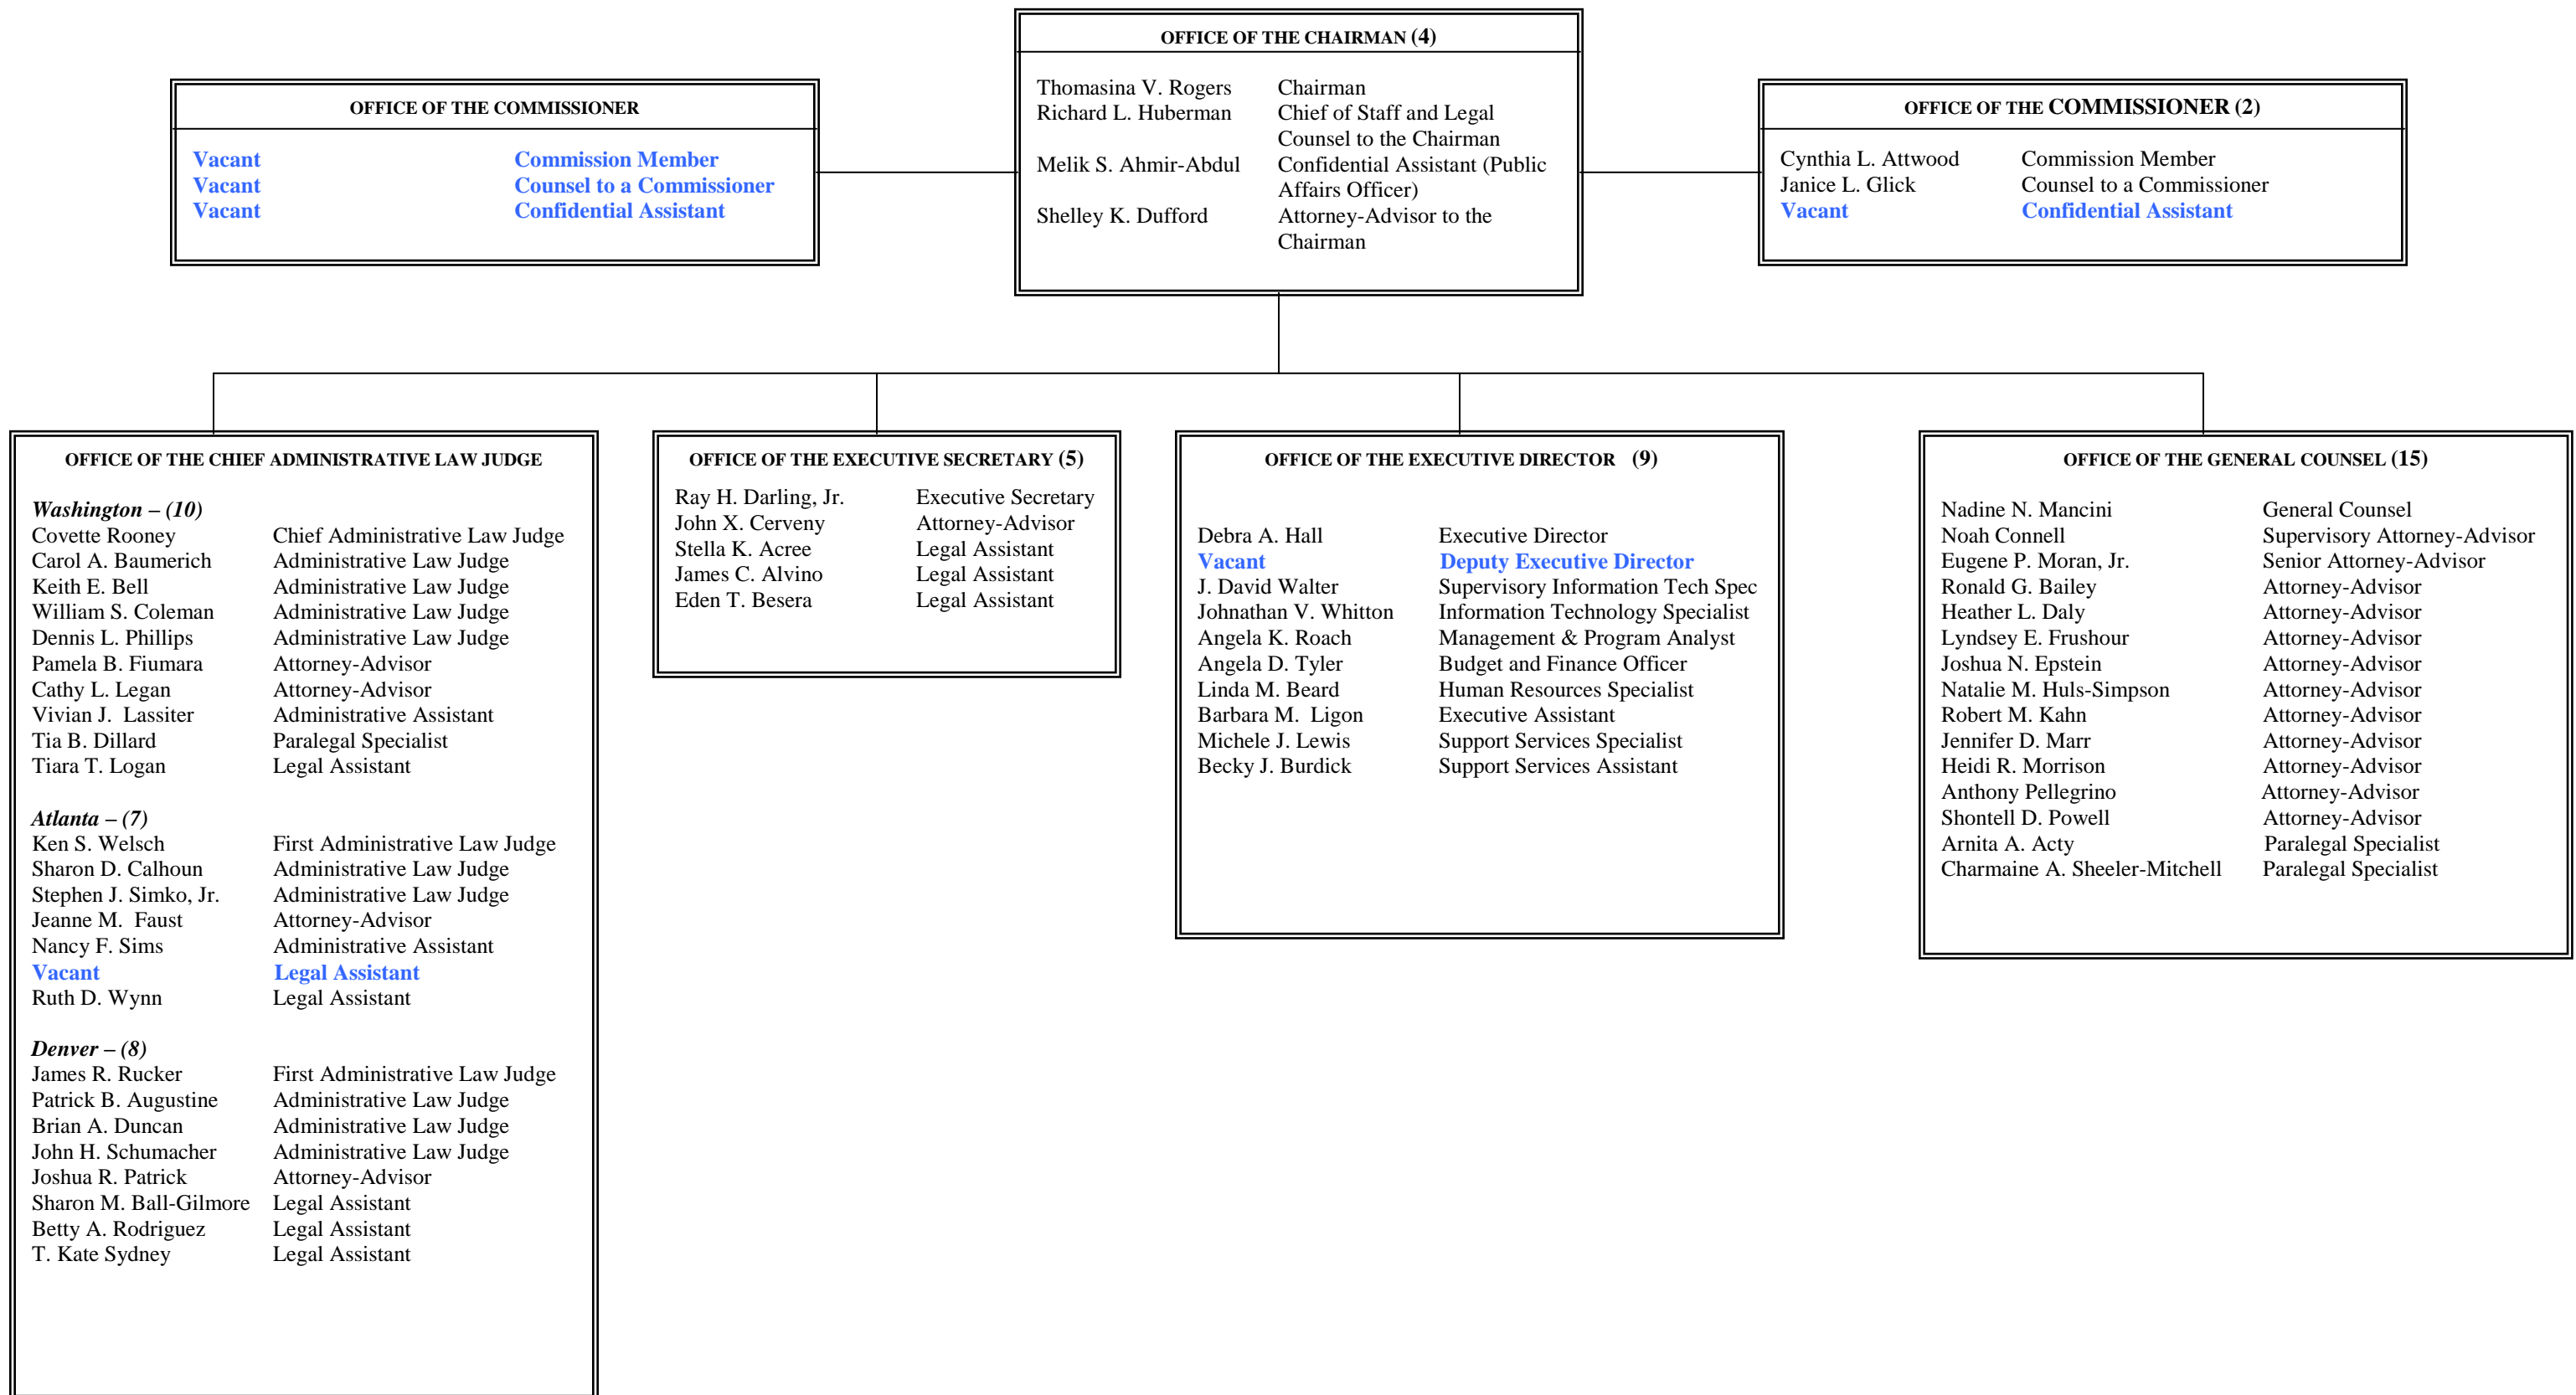 OFFICE OF THE CHAIRMAN (4)
Thomasina V. Rogers Chairman
Richard L. Huberman Chief of Staff and Legal
Counsel to the Chairman
Melik S. Ahmir-Abdul Confidential Assistant (Public
Affairs Officer)
Shelley K. Dufford Attorney-Advisor to the
Chairman
OFFICE OF THE COMMISSIONER
Vacant Commission Member
Vacant Counsel to a Commissioner
Vacant Confidential Assistant
OFFICE OF THE COMMISSIONER (2)
Cynthia L. Attwood Commission Member
Janice L. Glick Counsel to a Commissioner
Vacant Confidential Assistant
OFFICE OF THE CHIEF ADMINISTRATIVE LAW JUDGE
Washington – (10)
Covette Rooney Chief Administrative Law Judge
Carol A. Baumerich Administrative Law Judge
Keith E. Bell Administrative Law Judge
William S. Coleman Administrative Law Judge
Dennis L. Phillips Administrative Law Judge
Pamela B. Fiumara Attorney-Advisor
Cathy L. Legan Attorney-Advisor
Vivian J. Lassiter Administrative Assistant
Tia B. Dillard Paralegal Specialist
Tiara T. Logan Legal Assistant
Atlanta – (7)
Ken S. Welsch First Administrative Law Judge
Sharon D. Calhoun Administrative Law Judge
Stephen J. Simko, Jr. Administrative Law Judge
Jeanne M. Faust Attorney-Advisor
Nancy F. Sims Administrative Assistant
Vacant Legal Assistant
Ruth D. Wynn Legal Assistant
Denver – (8)
James R. Rucker First Administrative Law Judge
Patrick B. Augustine Administrative Law Judge
Brian A. Duncan Administrative Law Judge
John H. Schumacher Administrative Law Judge
Joshua R. Patrick Attorney-Advisor
Sharon M. Ball-Gilmore Legal Assistant
Betty A. Rodriguez Legal Assistant
T. Kate Sydney Legal Assistant
OFFICE OF THE EXECUTIVE SECRETARY (5)
Ray H. Darling, Jr. Executive Secretary
John X. Cerveny Attorney-Advisor
Stella K. Acree Legal Assistant
James C. Alvino Legal Assistant
Eden T. Besera Legal Assistant
OFFICE OF THE EXECUTIVE DIRECTOR (9)
Debra A. Hall Executive Director
Vacant Deputy Executive Director
J. David Walter Supervisory Information Tech Spec
Johnathan V. Whitton Information Technology Specialist
Angela K. Roach Management & Program Analyst
Angela D. Tyler Budget and Finance Officer
Linda M. Beard Human Resources Specialist
Barbara M. Ligon Executive Assistant
Michele J. Lewis Support Services Specialist
Becky J. Burdick Support Services Assistant
OFFICE OF THE GENERAL COUNSEL (15)
Nadine N. Mancini General Counsel
Noah Connell Supervisory Attorney-Advisor
Eugene P. Moran, Jr. Senior Attorney-Advisor
Ronald G. Bailey Attorney-Advisor
Heather L. Daly Attorney-Advisor
Lyndsey E. Frushour Attorney-Advisor
Joshua N. Epstein Attorney-Advisor
Natalie M. Huls-Simpson Attorney-Advisor
Robert M. Kahn Attorney-Advisor
Jennifer D. Marr Attorney-Advisor
Heidi R. Morrison Attorney-Advisor
Anthony Pellegrino Attorney-Advisor
Shontell D. Powell Attorney-Advisor
Arnita A. Acty Paralegal Specialist
Charmaine A. Sheeler-Mitchell Paralegal Specialist